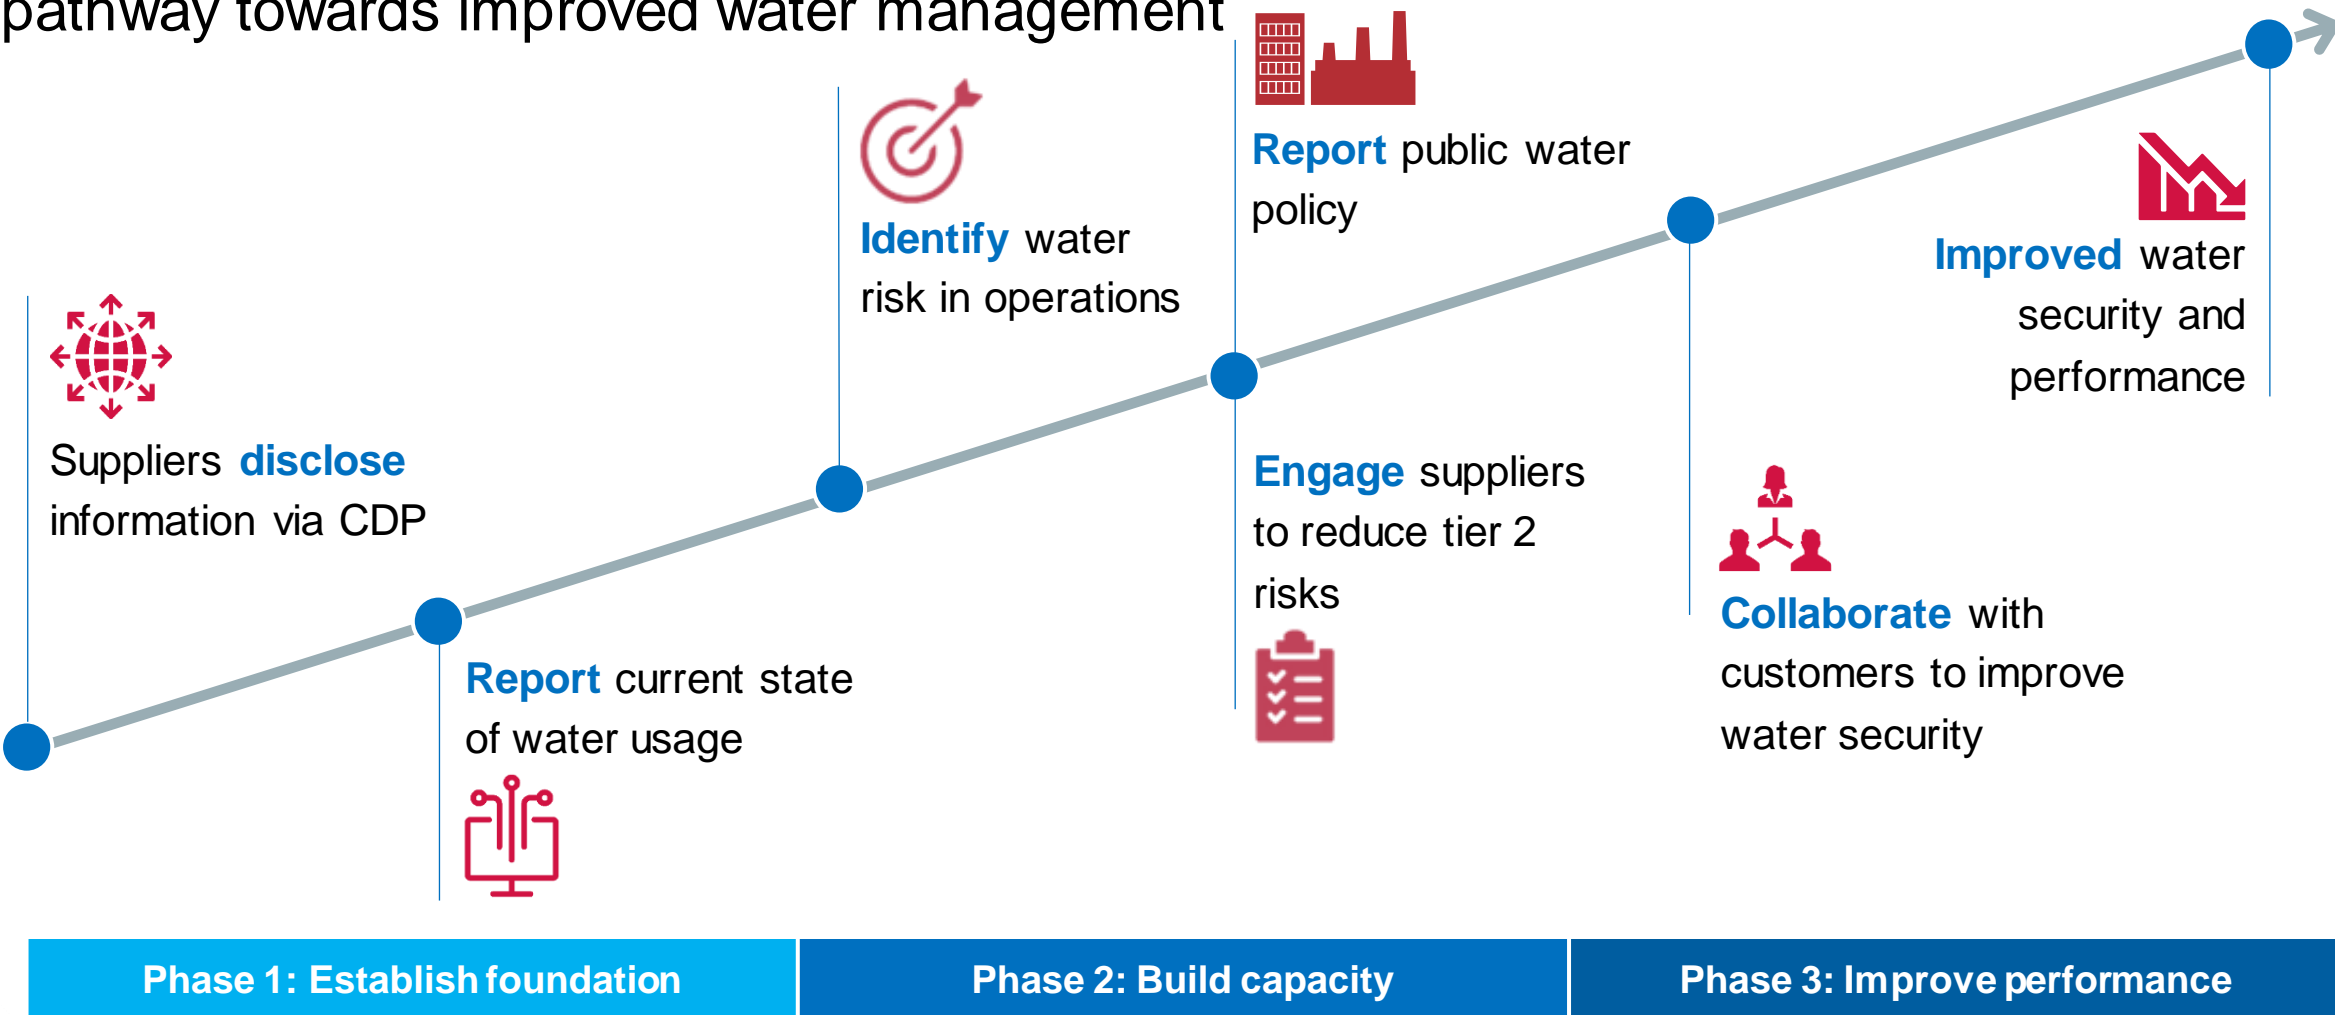 pathway towards improved water management
Suppliers disclose
information via CDP
Report current state
of water usage
Identify water
risk in operations
Report public water
policy
Engage suppliers
to reduce tier 2
risks
Collaborate with
customers to improve
water security
Improved water
security and
performance
Phase 1: Establish foundation
Phase 2: Build capacity
Phase 3: Improve performance